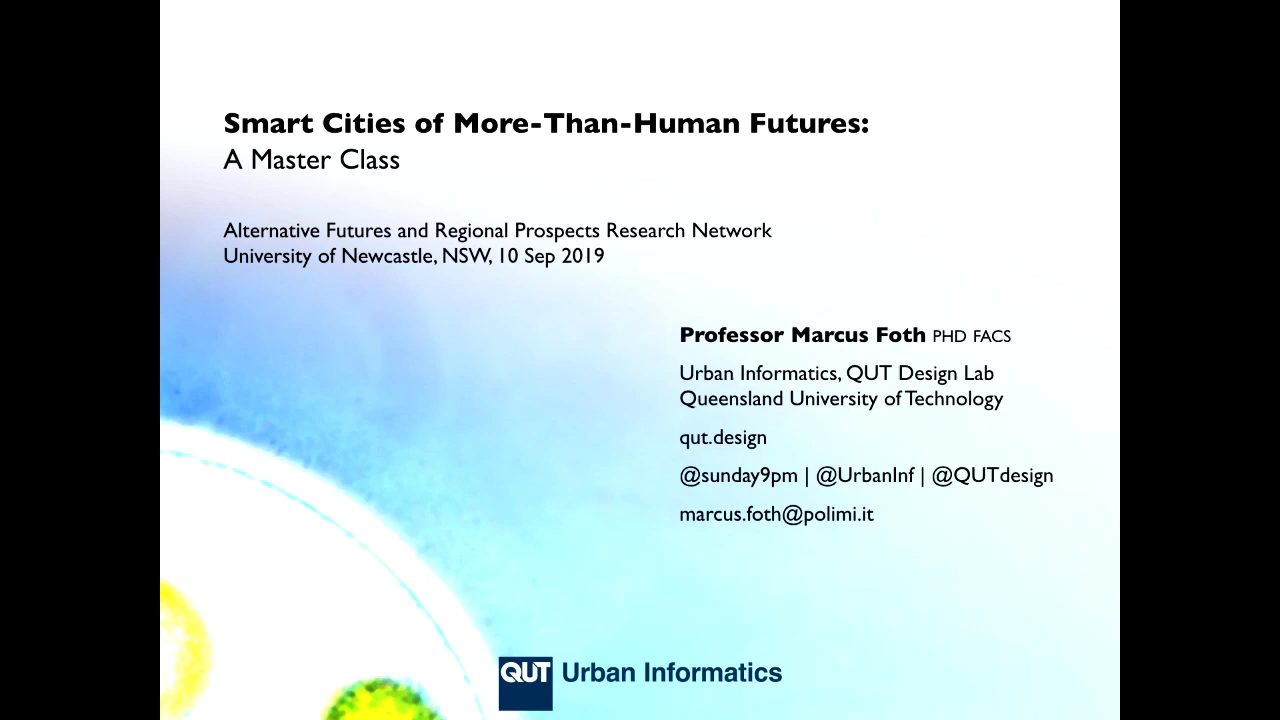 Smart Cities of More-Than-Human Futures:
A Master Class
Alternative Futures and Regional Prospects Research Network
University of Newcastle, NSW, 10 Sep 2019
Professor Marcus Foth PHD FACS
Urban Informatics, QUT Design Lab
Queensland University of Technology
qut.design
@sunday9pm | @UrbanInf | @QUTdesign
marcus.foth@polimi.it
QUT Urban Informatics